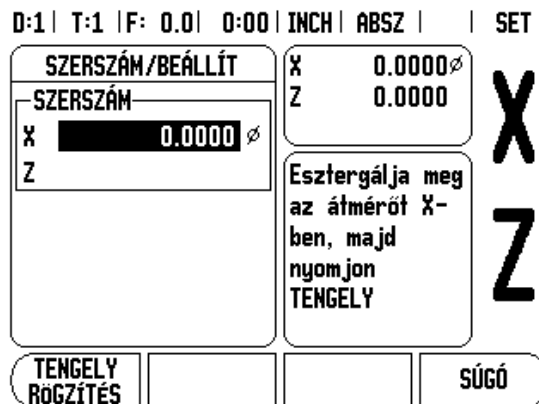 D:1 | T:1 | F: 0.0 | 0:00 | INCH | ABSZ | | SET
SZERSZÁM/BEÁLLÍT
SZERSZÁM
X 0.0000 ⌀
Z
X 0.0000⌀
Z 0.0000
Esztergálja meg
az átmérőt X-
ben, majd
nyomjon
TENGELY
X
Z
TENGELY
RöGZÍTÉS
SÚGÓ